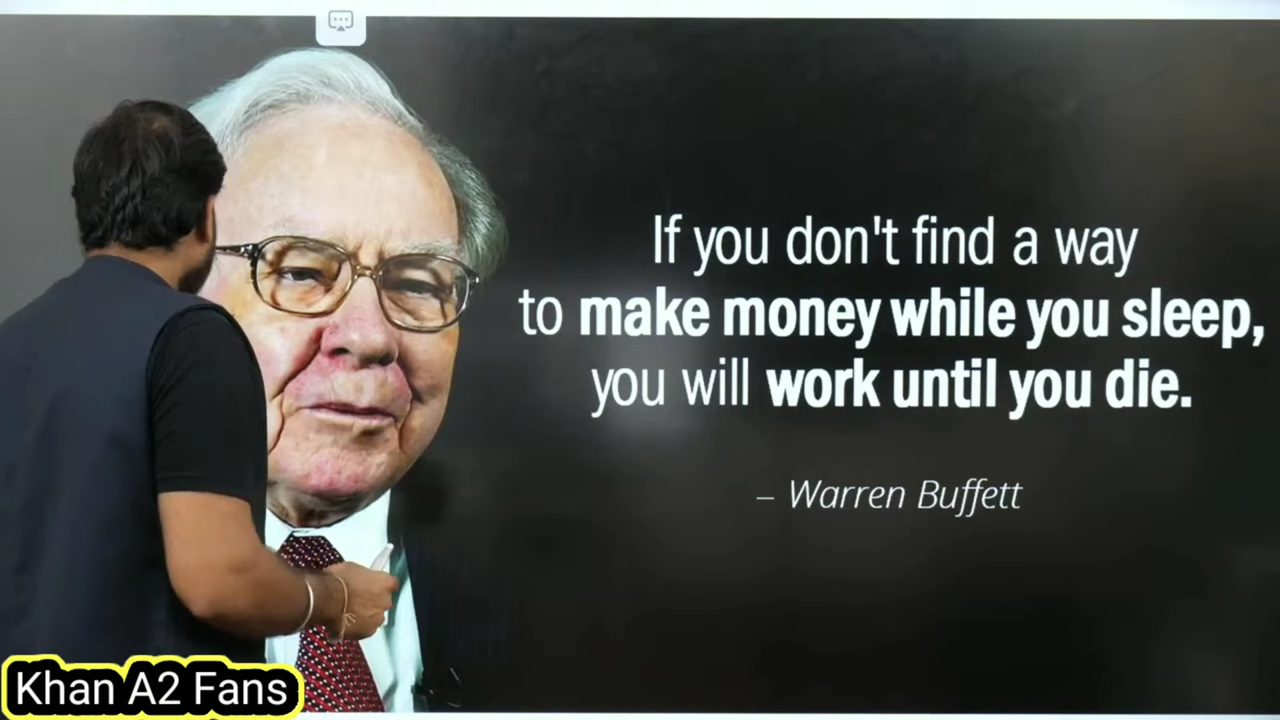 If you don't find a way
to make money while you sleep,
you will work until you die.
– Warren Buffett
Khan A2 Fans